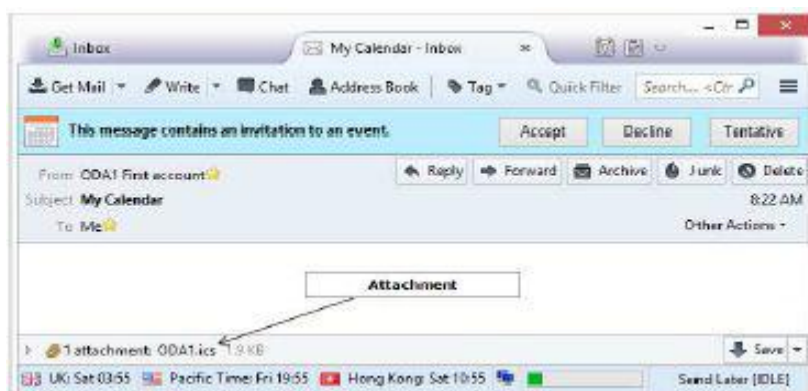 Inbox My Calendar - Inbox
Get Mail Write Chat Address Book Tag Quick Filter Search... <Ctr
This message contains an invitation to an event. Accept Decline Tentative
From ODA1 First account Reply Forward Archive Junk Delete
Subject My Calendar 8:22 AM
To Me Other Actions
Attachment
1 attachment: ODA1.ics 1.9 KB Save
UK: Sat 03:55 Pacific Time: Fri 19:55 Hong Kong: Sat 10:55 Send Later [IDLE]